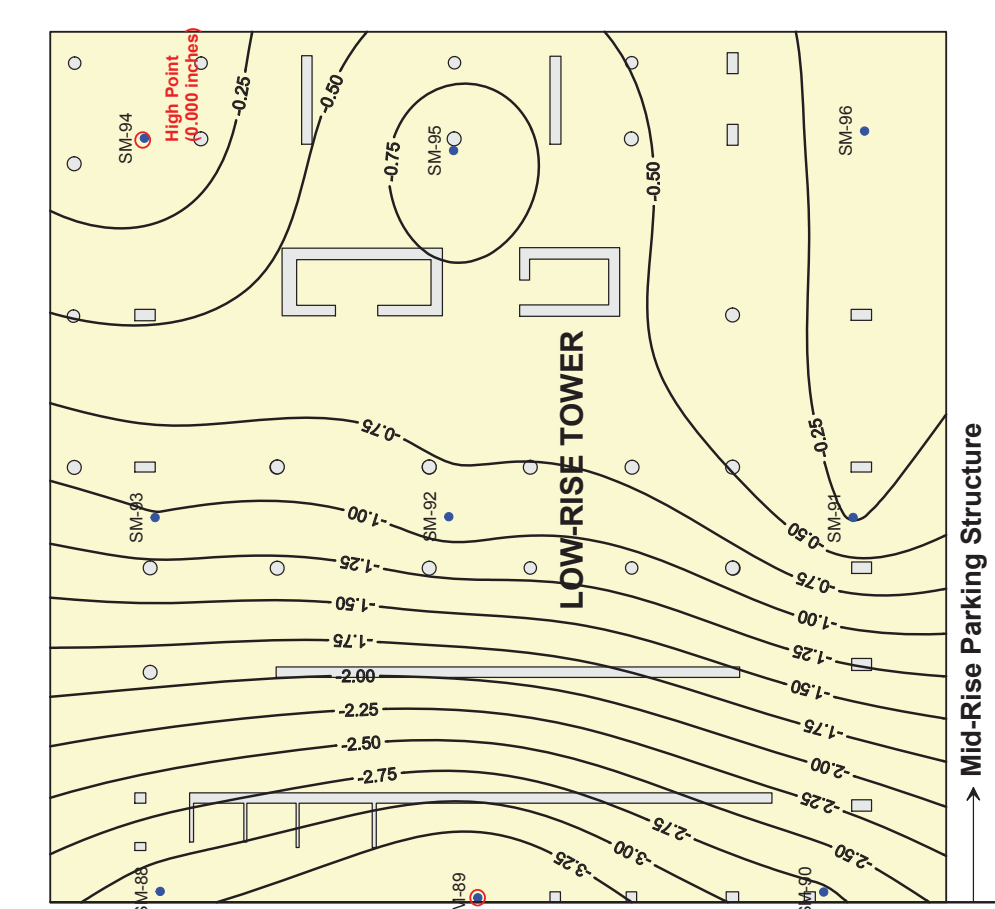 High Point
(0.000 inches)
SM-94
-0.25
-0.50
-0.75
SM-95
-0.50
SM-96
-0.25
LOW-RISE TOWER
-0.75
SM-93
-1.00
SM-92
SM-91
-0.50
-1.25
-0.75
-1.50
-1.00
-1.75
-1.25
-2.00
-1.50
-2.25
-1.75
-2.50
-2.00
-2.75
-2.25
-2.75
-2.50
-3.00
-3.25
Mid-Rise Parking Structure